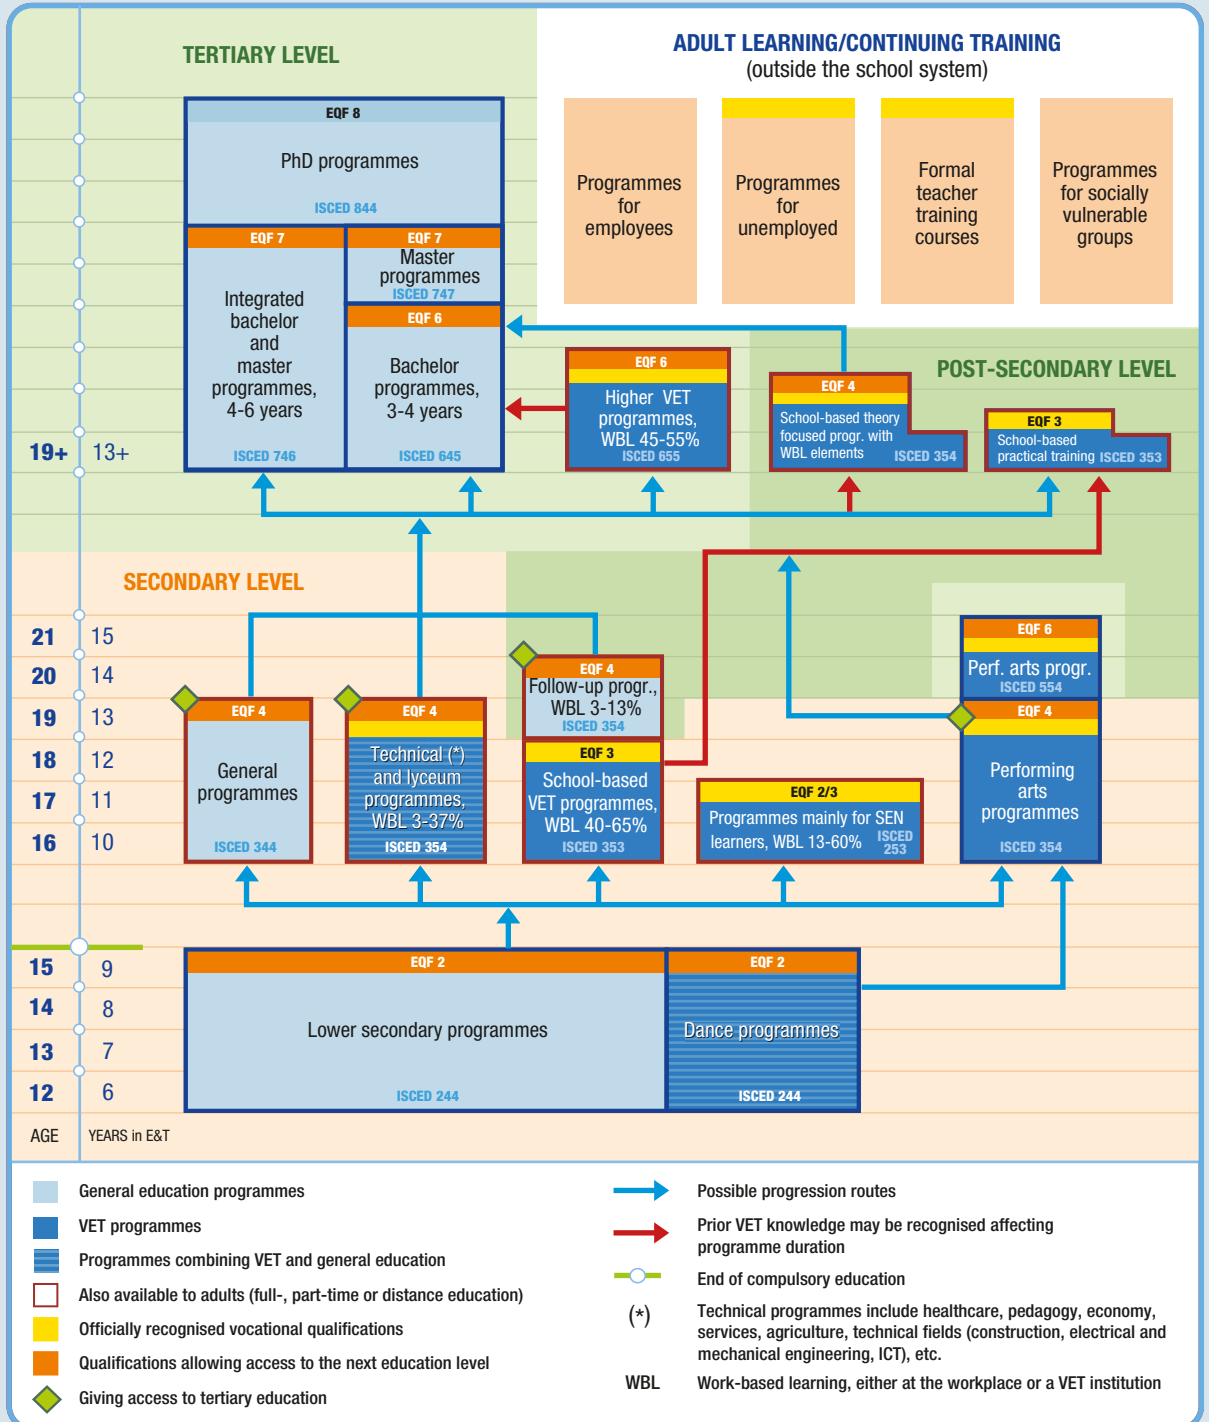 TERTIARY LEVEL
ADULT LEARNING/CONTINUING TRAINING
(outside the school system)
EQF 8
PhD programmes
ISCED 844
Programmes
for
employees
Programmes
for
unemployed
Formal
teacher
training
courses
Programmes
for socially
vulnerable
groups
EQF 7
Integrated
bachelor
and
master
programmes,
4-6 years
ISCED 746
EQF 7
Master
programmes
ISCED 747
EQF 6
Bachelor
programmes,
3-4 years
ISCED 645
EQF 6
Higher VET
programmes,
WBL 45-55%
ISCED 655
POST-SECONDARY LEVEL
EQF 4
School-based theory
focused progr. with
WBL elements
ISCED 354
EQF 3
School-based
practical training
ISCED 353
19+
13+
SECONDARY LEVEL
21
15
20
14
19
13
18
12
17
11
16
10
EQF 4
General
programmes
ISCED 344
EQF 4
Technical (*)
and lyceum
programmes,
WBL 3-37%
ISCED 354
EQF 4
Follow-up progr.,
WBL 3-13%
ISCED 354
EQF 3
School-based
VET programmes,
WBL 40-65%
ISCED 353
EQF 2/3
Programmes mainly for SEN
learners, WBL 13-60%
ISCED
253
EQF 6
Perf. arts progr.
ISCED 554
EQF 4
Performing
arts
programmes
ISCED 354
15
9
14
8
13
7
12
6
EQF 2
Lower secondary programmes
ISCED 244
EQF 2
Dance programmes
ISCED 244
AGE
YEARS in E&T
General education programmes
VET programmes
Programmes combining VET and general education
Also available to adults (full-, part-time or distance education)
Officially recognised vocational qualifications
Qualifications allowing access to the next education level
Giving access to tertiary education
Possible progression routes
Prior VET knowledge may be recognised affecting
programme duration
End of compulsory education
(*)
Technical programmes include healthcare, pedagogy, economy,
services, agriculture, technical fields (construction, electrical and
mechanical engineering, ICT), etc.
WBL
Work-based learning, either at the workplace or a VET institution